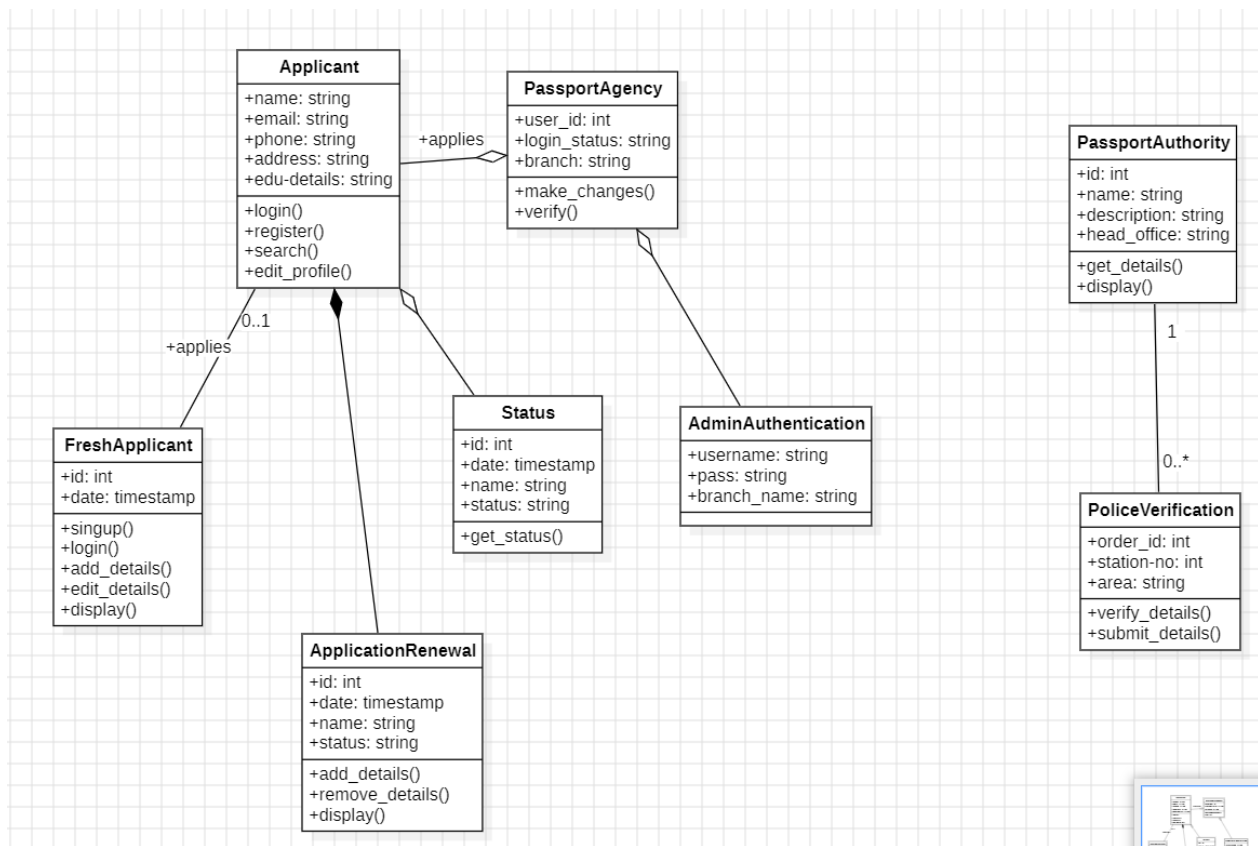 Applicant
+name: string
+email: string
+phone: string
+address: string
+edu-details: string
+login()
+register()
+search()
+edit_profile()
+applies
PassportAgency
+user_id: int
+login_status: string
+branch: string
+make_changes()
+verify()
PassportAuthority
+id: int
+name: string
+description: string
+head_office: string
+get_details()
+display()
0..1
+applies
1
0..*
FreshApplicant
+id: int
+date: timestamp
+singup()
+login()
+add_details()
+edit_details()
+display()
Status
+id: int
+date: timestamp
+name: string
+status: string
+get_status()
AdminAuthentication
+username: string
+pass: string
+branch_name: string
PoliceVerification
+order_id: int
+station-no: int
+area: string
+verify_details()
+submit_details()
ApplicationRenewal
+id: int
+date: timestamp
+name: string
+status: string
+add_details()
+remove_details()
+display()